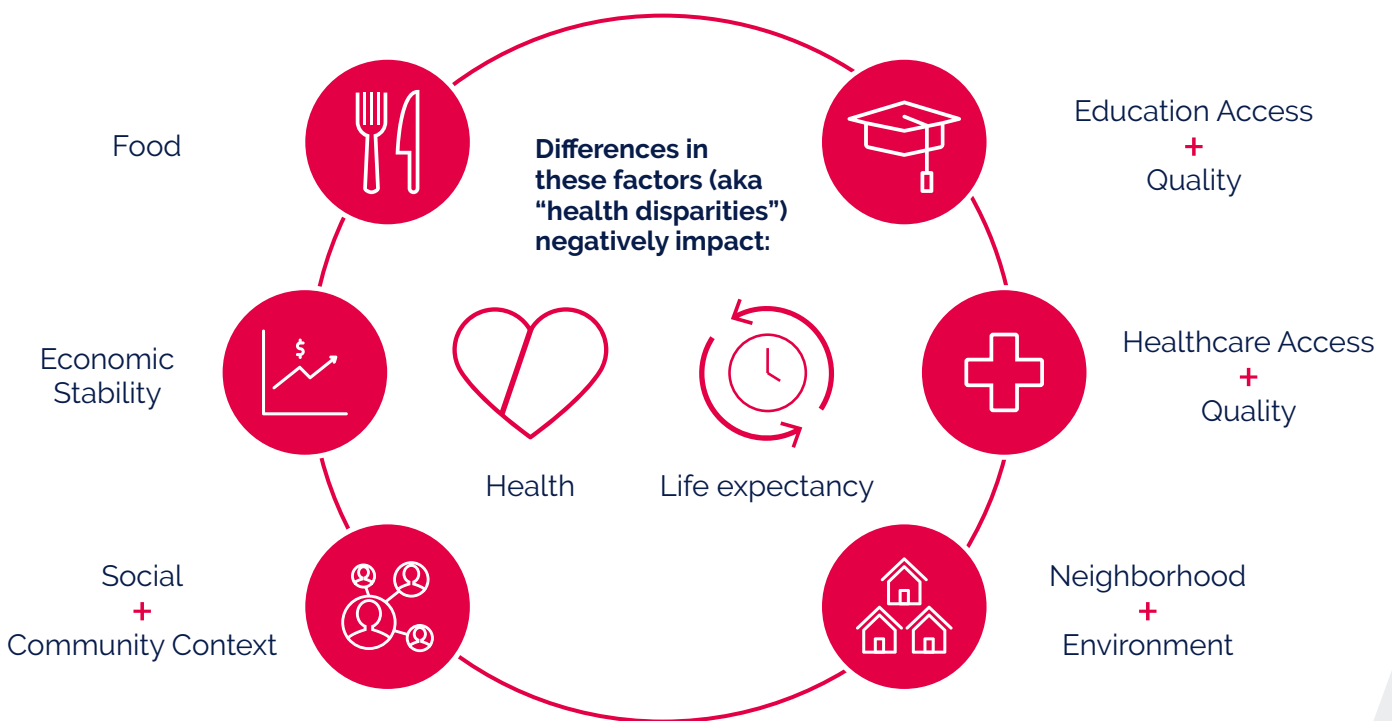 Food
Differences in
these factors (aka
“health disparities”)
negatively impact:
Education Access
+
Quality
Economic
Stability
$
Health
Life expectancy
Healthcare Access
+
Quality
Social
+
Community Context
Neighborhood
+
Environment